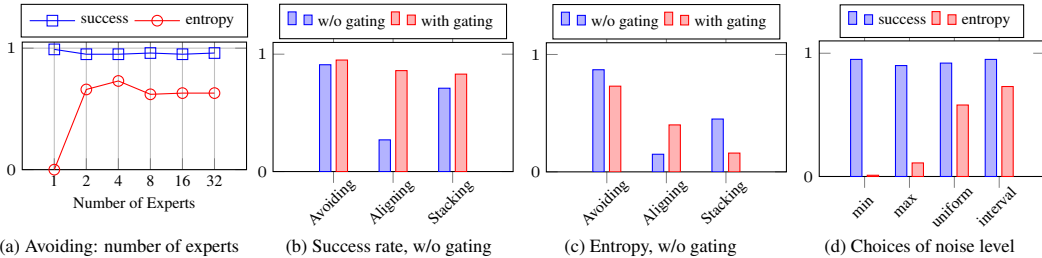 success entropy
1
0
1 2 4 8 16 32
Number of Experts
(a) Avoiding: number of experts
w/o gating with gating
1
0
Avoiding Aligning Stacking
(b) Success rate, w/o gating
w/o gating with gating
1
0
Avoiding Aligning Stacking
(c) Entropy, w/o gating
success entropy
1
0
min max uniform interval
(d) Choices of noise level